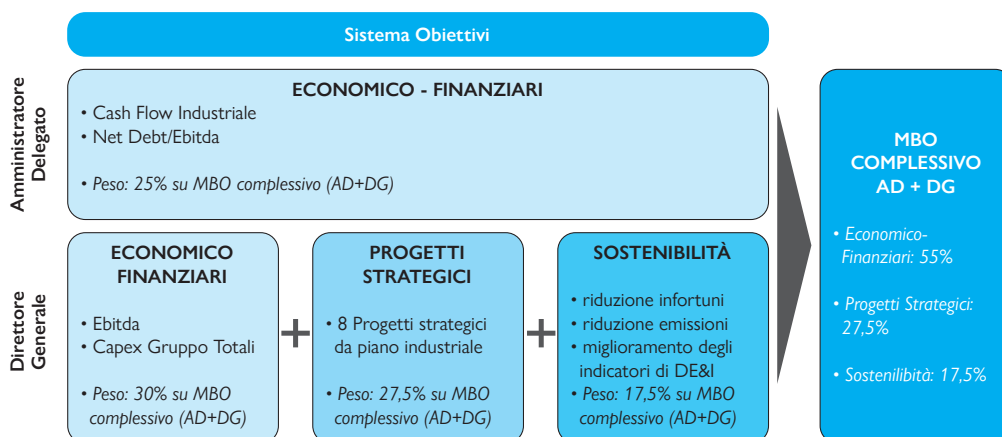 Sistema Obiettivi
Amministratore
Delegato
ECONOMICO - FINANZIARI
• Cash Flow Industriale
• Net Debt/Ebitda
• Peso: 25% su MBO complessivo (AD+DG)
Direttore
Generale
ECONOMICO
FINANZIARI
• Ebitda
• Capex Gruppo Totali
• Peso: 30% su MBO
complessivo (AD+DG)
+
PROGETTI
STRATEGICI
• 8 Progetti strategici
da piano industriale
• Peso: 27,5% su MBO
complessivo (AD+DG)
+
SOSTENIBILITÀ
• riduzione infortuni
• riduzione emissioni
• miglioramento degli
indicatori di DE&I
• Peso: 17,5% su MBO
complessivo (AD+DG)
MBO
COMPLESSIVO
AD + DG
• Economico-
Finanziari: 55%
• Progetti Strategici:
27,5%
• Sostenilibità: 17,5%